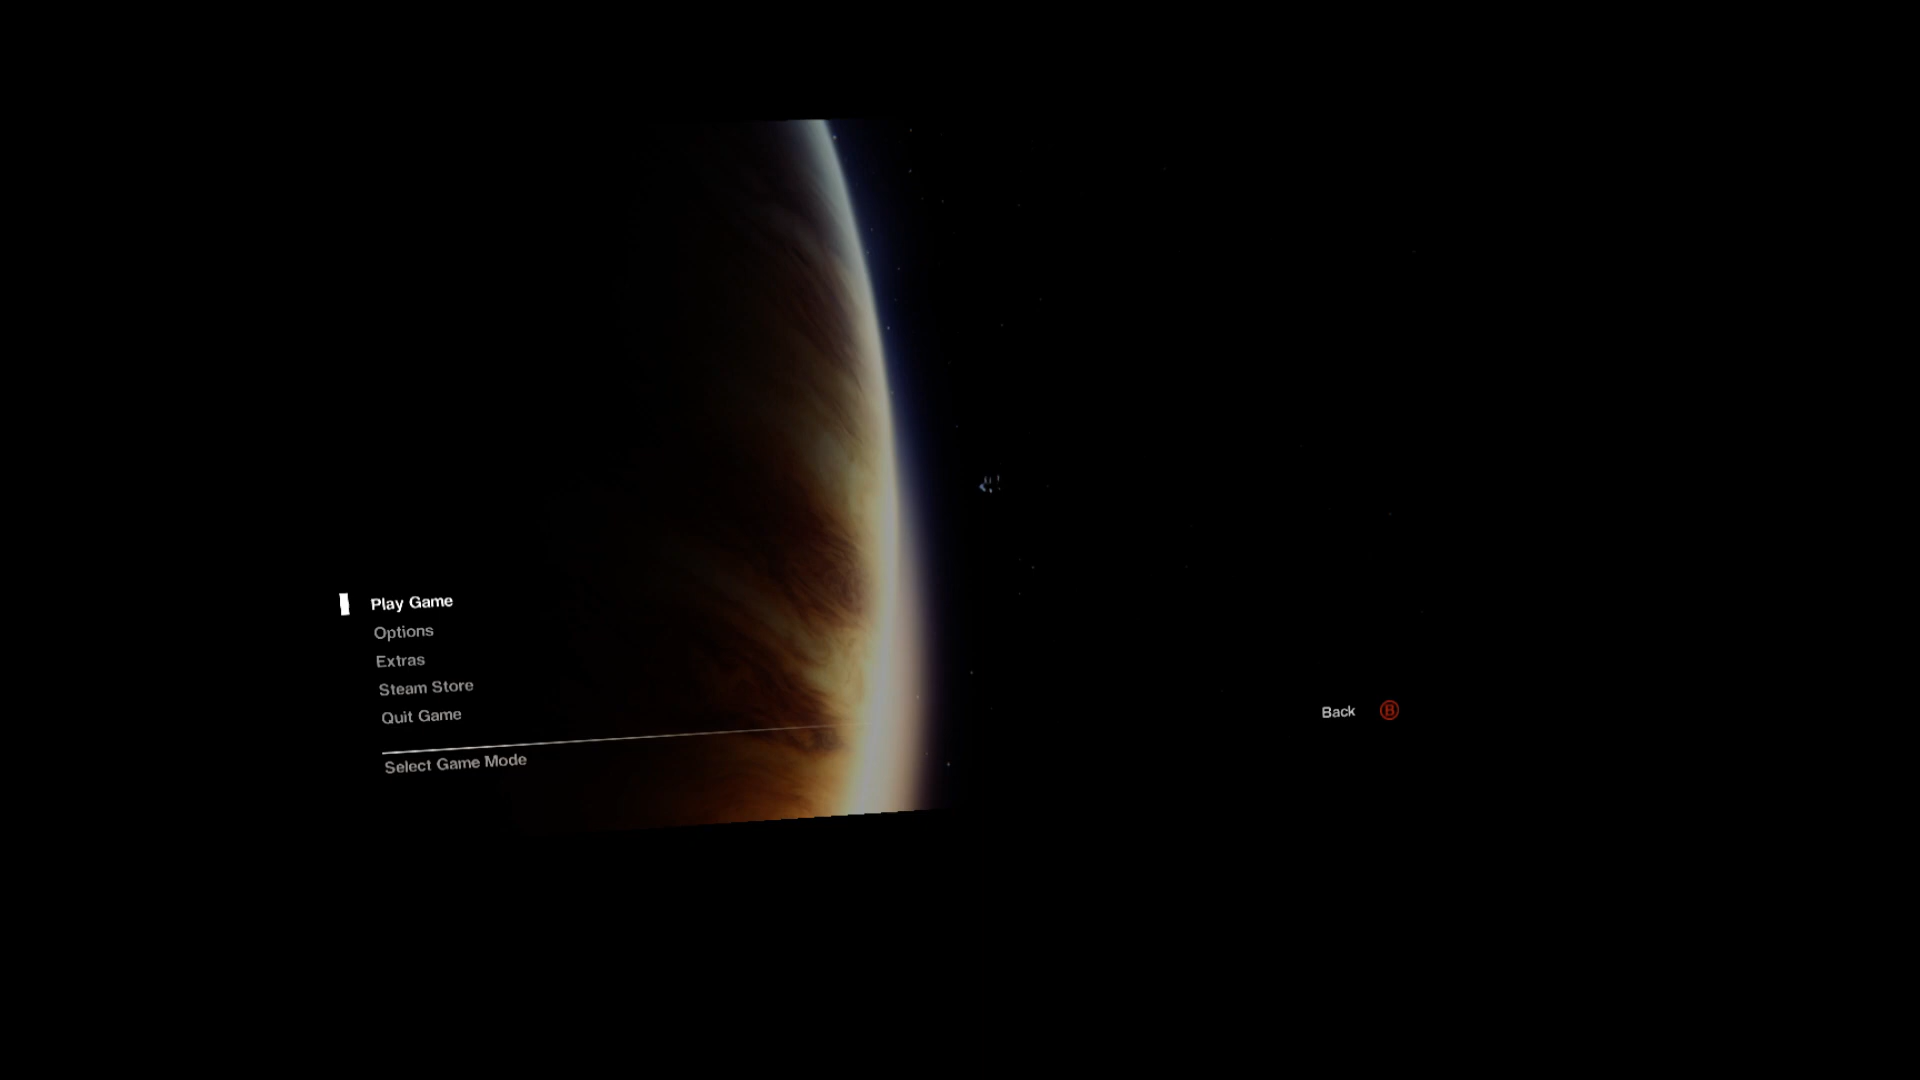 Play Game
Options
Extras
Steam Store
Quit Game
Select Game Mode
Back B